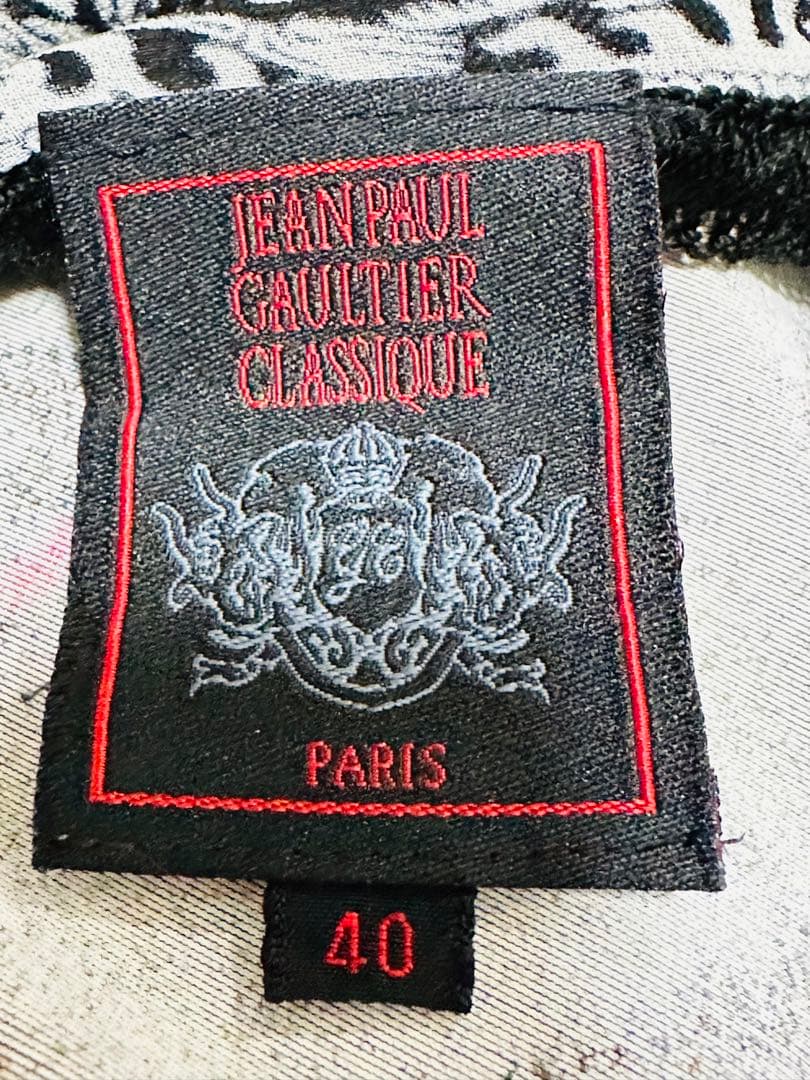 JEAN PAUL
GAULTIER
CLASSIQUE
PARIS
40